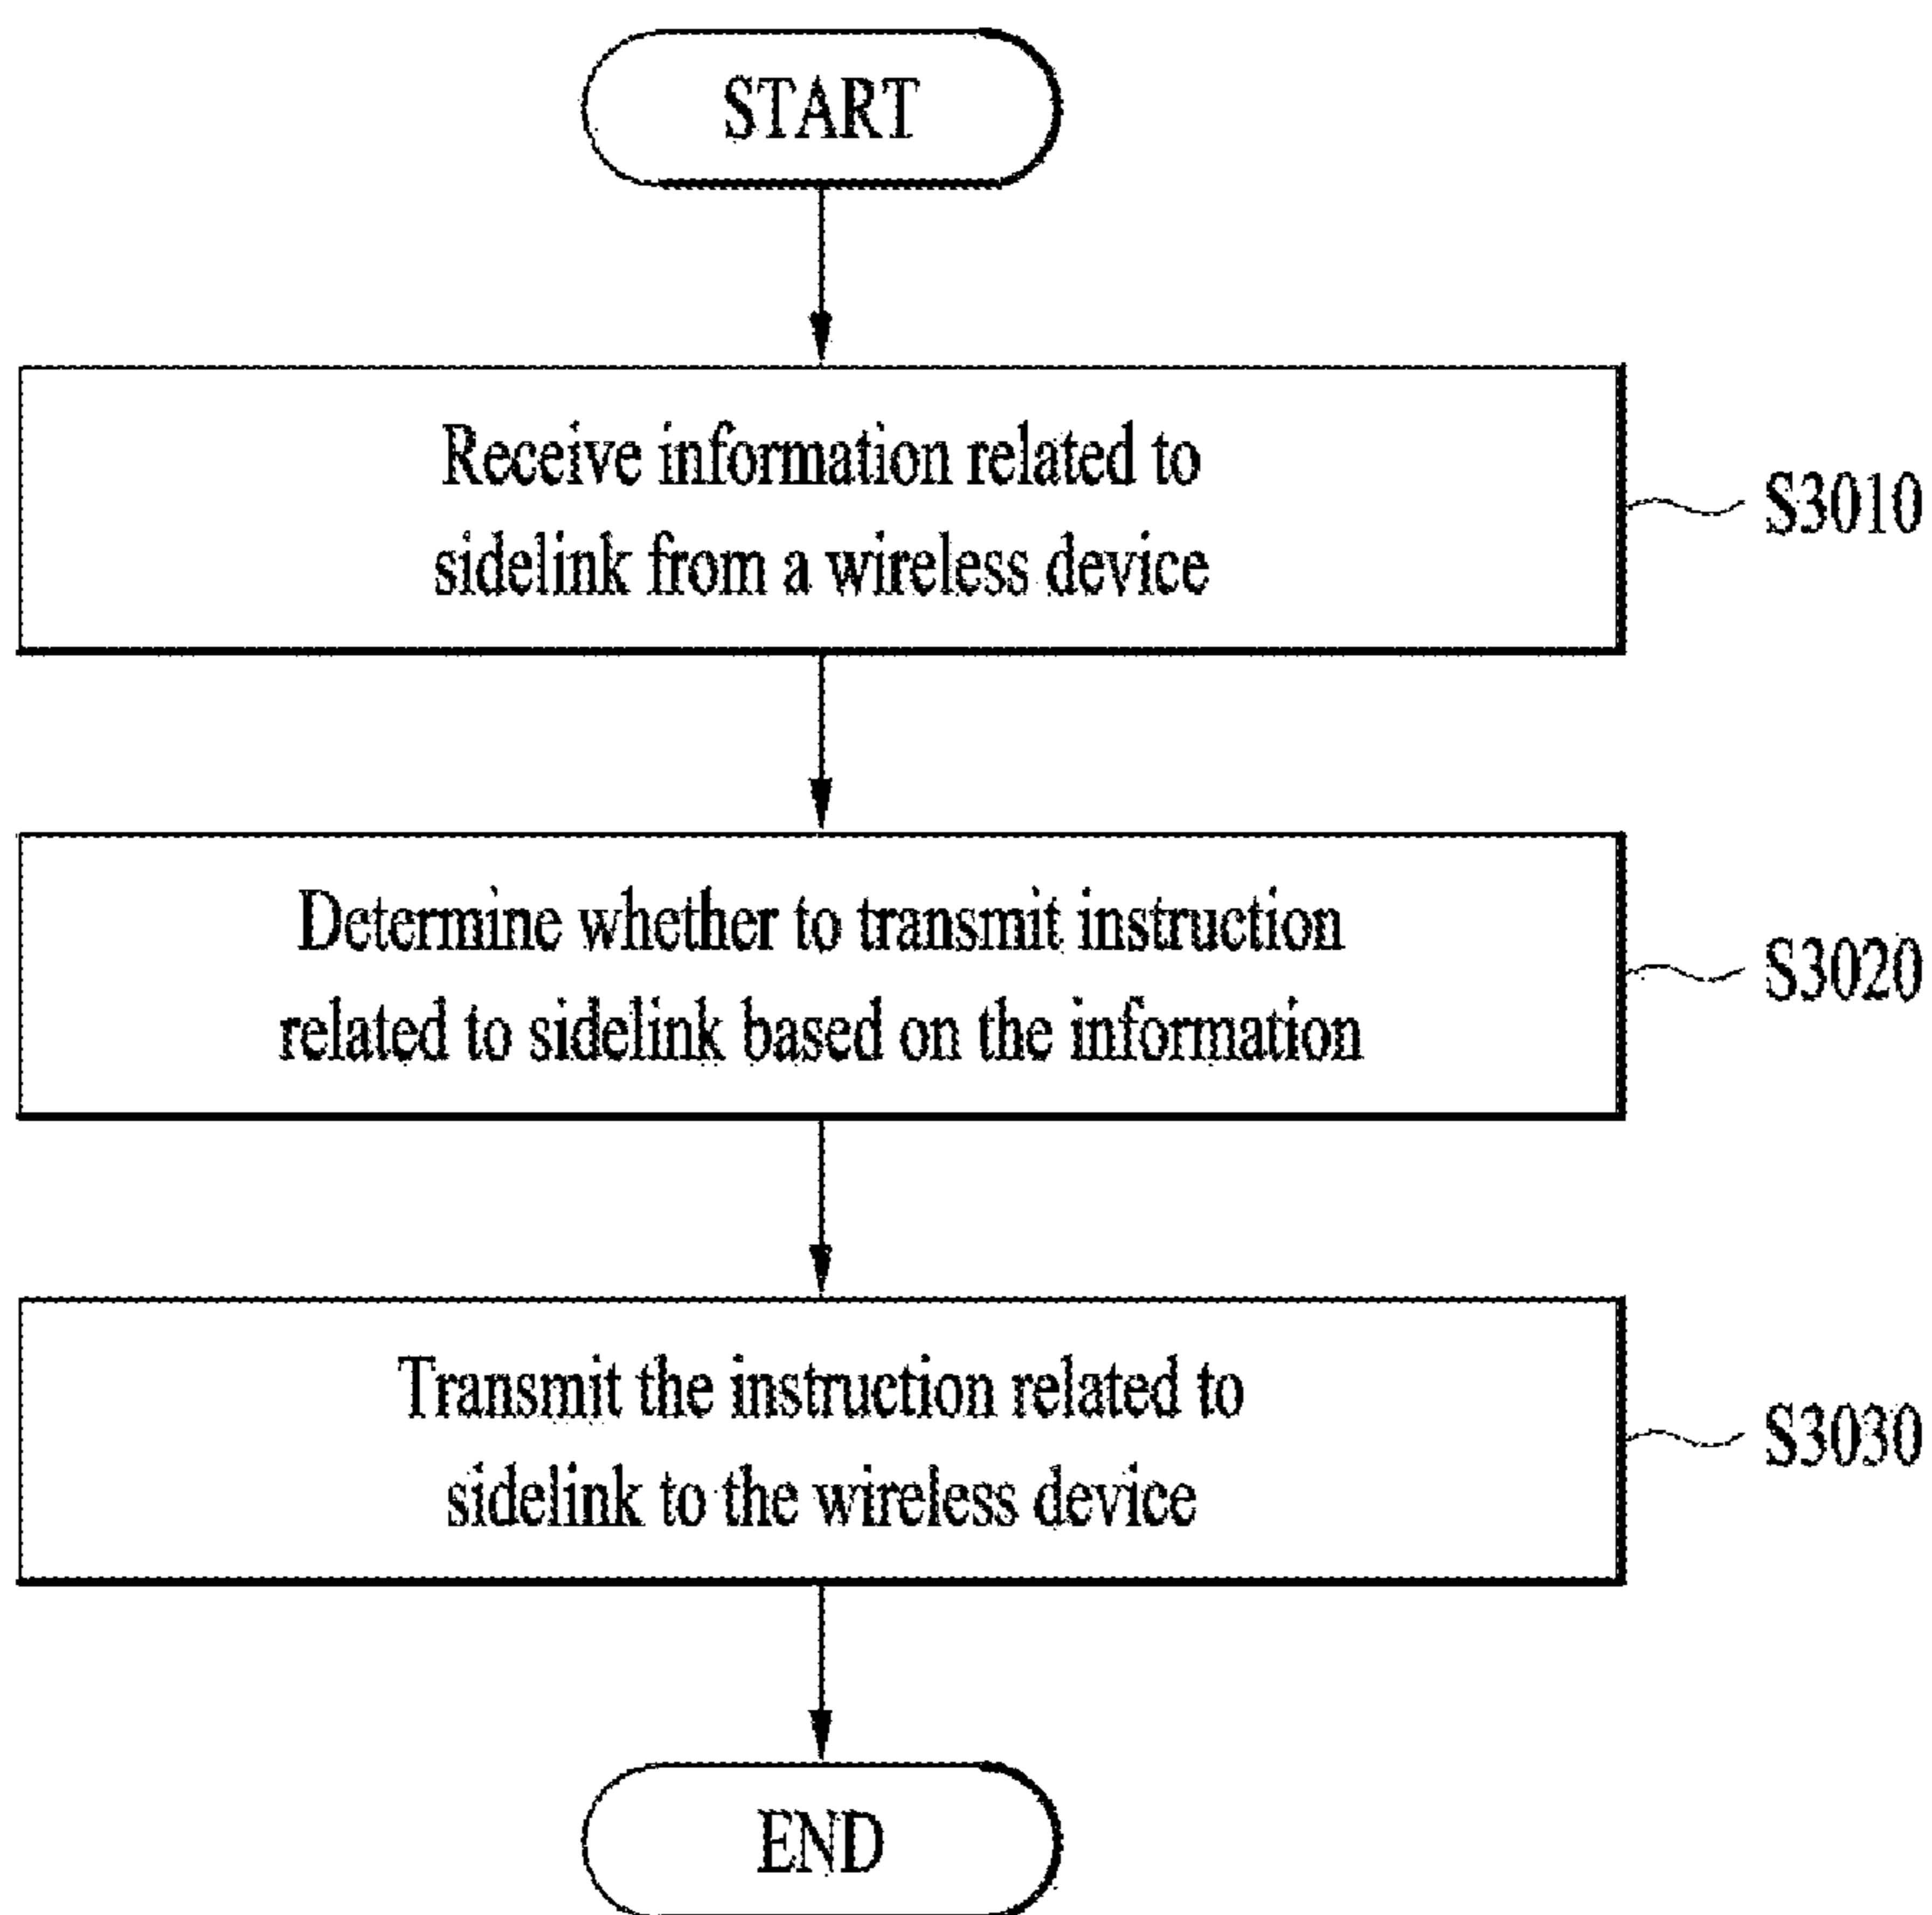 START
Receive information related to
sidelink from a wireless device
S3010
Determine whether to transmit instruction
related to sidelink based on the information
S3020
Transmit the instruction related to
sidelink to the wireless device
S3030
END